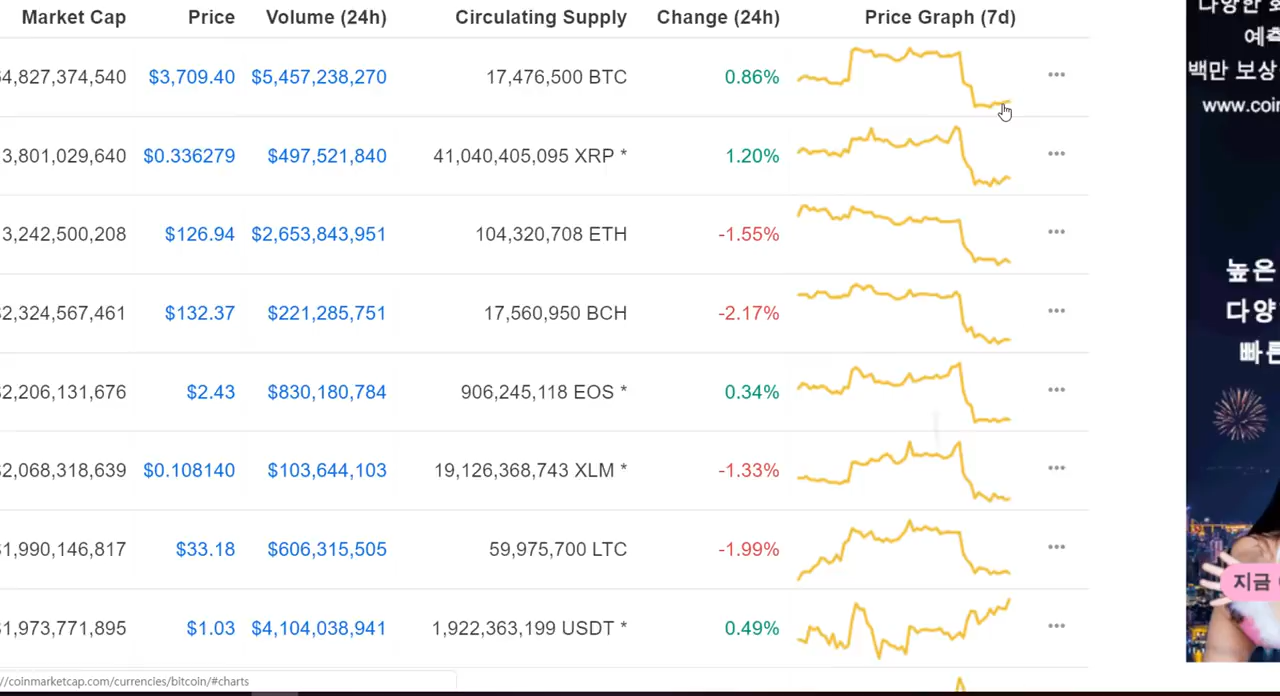 Market Cap Price Volume (24h) Circulating Supply Change (24h) Price Graph (7d)
4,827,374,540 $3,709.40 $5,457,238,270 17,476,500 BTC 0.86% •••
3,801,029,640 $0.336279 $497,521,840 41,040,405,095 XRP * 1.20% •••
3,242,500,208 $126.94 $2,653,843,951 104,320,708 ETH -1.55% •••
2,324,567,461 $132.37 $221,285,751 17,560,950 BCH -2.17% •••
2,206,131,676 $2.43 $830,180,784 906,245,118 EOS * 0.34% •••
2,068,318,639 $0.108140 $103,644,103 19,126,368,743 XLM * -1.33% •••
1,990,146,817 $33.18 $606,315,505 59,975,700 LTC -1.99% •••
1,973,771,895 $1.03 $4,104,038,941 1,922,363,199 USDT * 0.49% •••
//coinmarketcap.com/currencies/bitcoin/#charts
다양한
예측
백만 보상
www.coin
높은
다양
빠른
지금